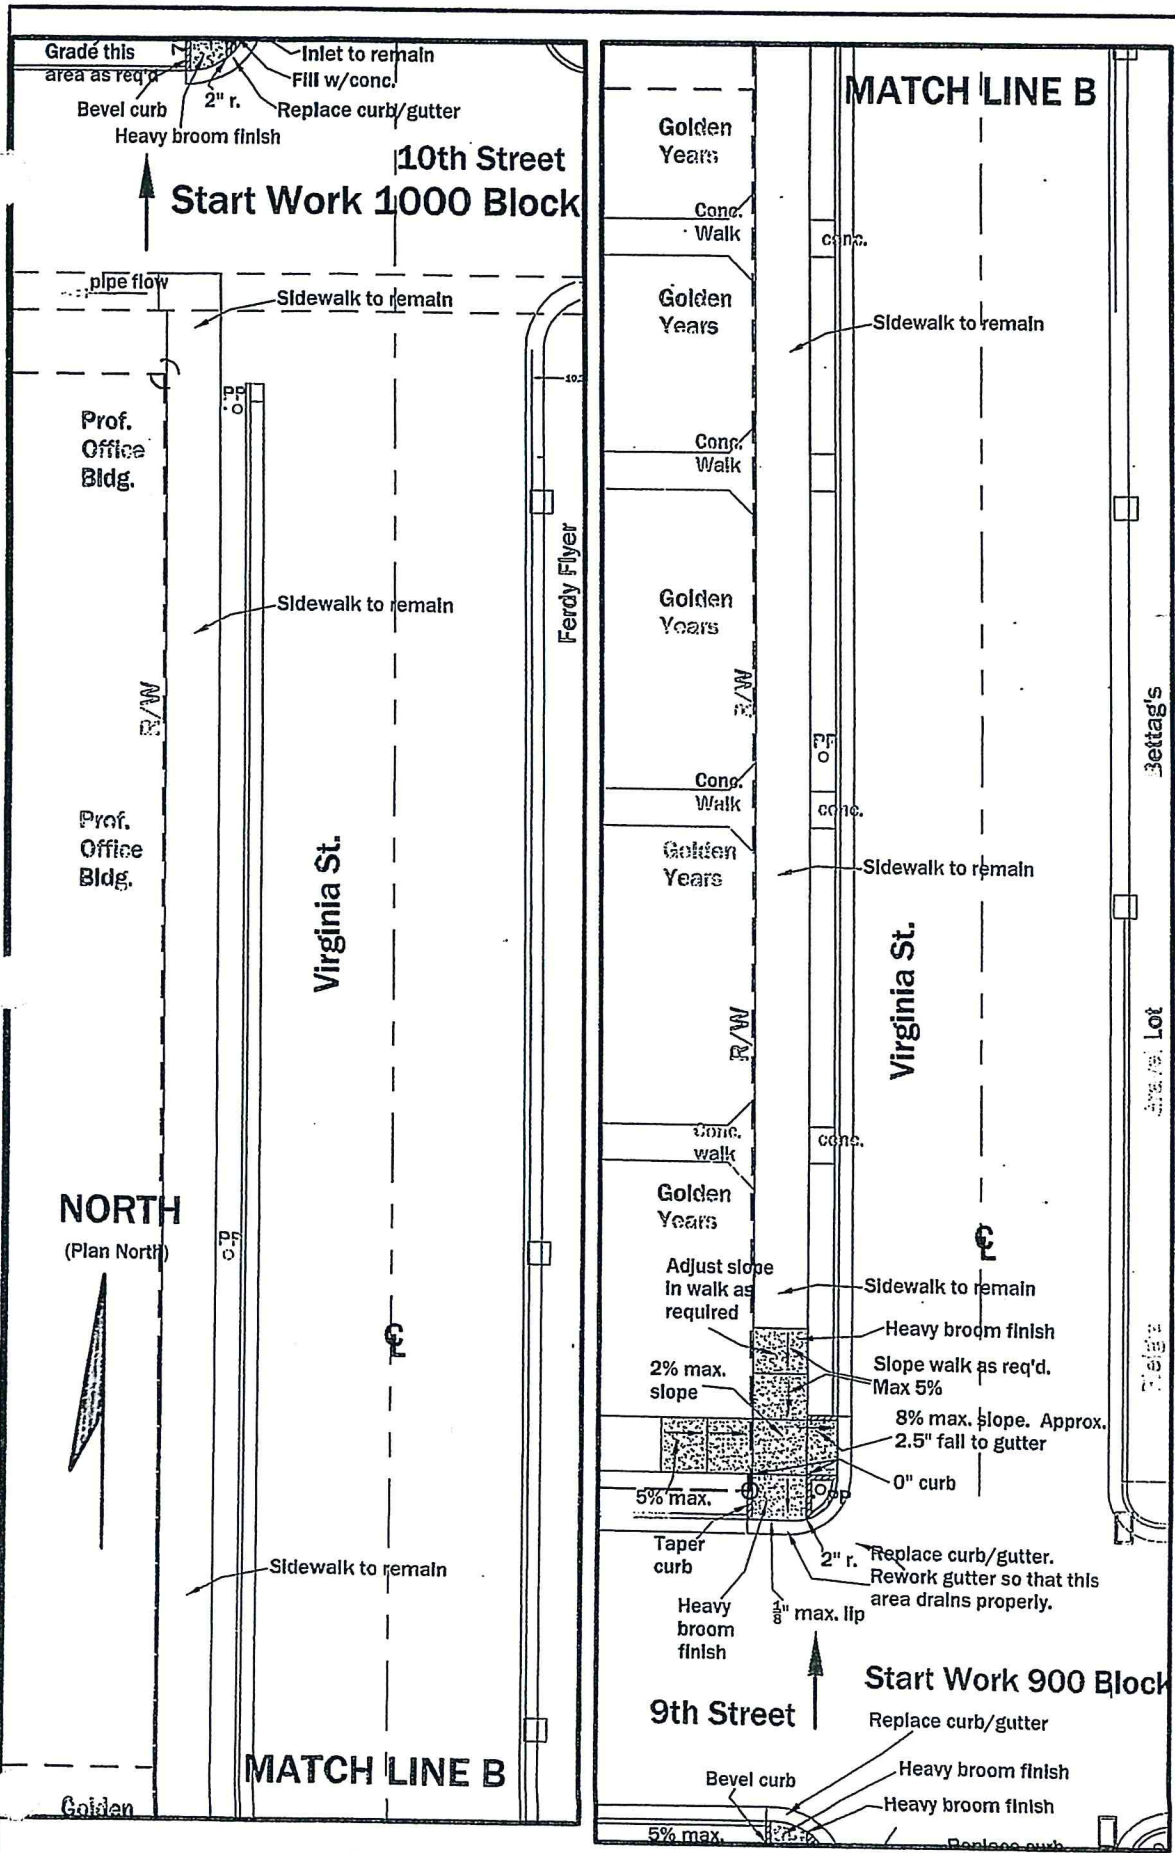 Grade this
area as req'd
Inlet to remain
Fill w/conc.
Bevel curb
2" r.
Replace curb/gutter
Heavy broom finish
10th Street
Start Work 1000 Block
pipe flow
Sidewalk to remain
PP
Prof.
Office
Bldg.
Ferdy Flyer
Sidewalk to remain
R/W
Prof.
Office
Bldg.
Virginia St.
NORTH
(Plan North)
PP
CL
Sidewalk to remain
MATCH LINE B
Golden
MATCH LINE B
Golden
Years
Conc.
Walk
conc.
Golden
Years
Sidewalk to remain
Conc.
Walk
Golden
Years
R/W
PP
Bettag's
Conc.
Walk
conc.
Golden
Years
Sidewalk to remain
Virginia St.
R/W
Lot
Conc.
walk
conc.
Golden
Years
CL
Adjust slope
in walk as
required
Sidewalk to remain
Heavy broom finish
2% max.
slope
Slope walk as req'd.
Max 5%
8% max. slope. Approx.
2.5" fall to gutter
0" curb
5% max.
PP
Taper
curb
2" r.
Replace curb/gutter.
Rework gutter so that this
area drains properly.
Heavy
broom
finish
1/8" max. lip
Start Work 900 Block
9th Street
Replace curb/gutter
Bevel curb
Heavy broom finish
Heavy broom finish
5% max.
Replace curb